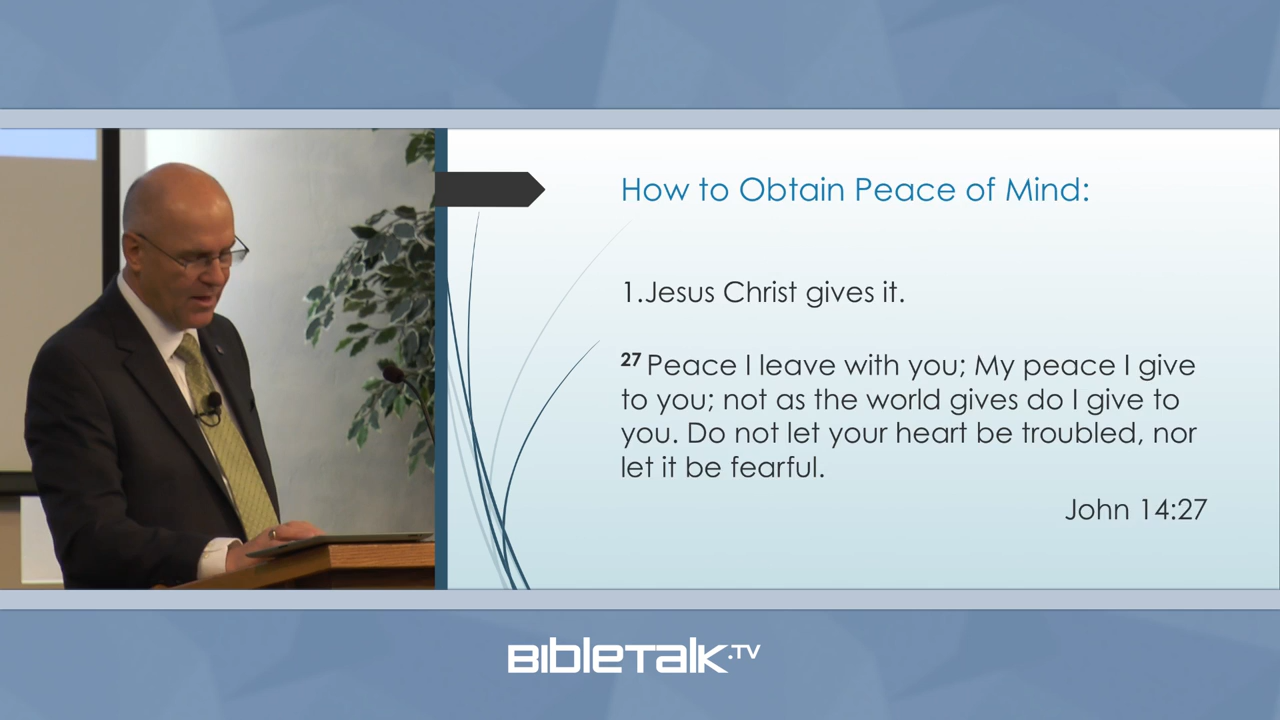 How to Obtain Peace of Mind:
1.Jesus Christ gives it.
27 Peace I leave with you; My peace I give
to you; not as the world gives do I give to
you. Do not let your heart be troubled, nor
let it be fearful.
John 14:27
BibleTalk.TV